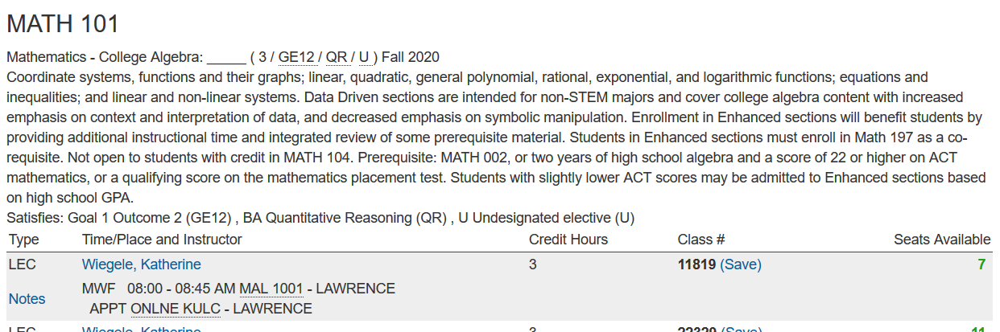 MATH 101
Mathematics - College Algebra: _____ ( 3 / GE12 / QR / U ) Fall 2020
Coordinate systems, functions and their graphs; linear, quadratic, general polynomial, rational, exponential, and logarithmic functions; equations and
inequalities; and linear and non-linear systems. Data Driven sections are intended for non-STEM majors and cover college algebra content with increased
emphasis on context and interpretation of data, and decreased emphasis on symbolic manipulation. Enrollment in Enhanced sections will benefit students by
providing additional instructional time and integrated review of some prerequisite material. Students in Enhanced sections must enroll in Math 197 as a co-
requisite. Not open to students with credit in MATH 104. Prerequisite: MATH 002, or two years of high school algebra and a score of 22 or higher on ACT
mathematics, or a qualifying score on the mathematics placement test. Students with slightly lower ACT scores may be admitted to Enhanced sections based
on high school GPA.
Satisfies: Goal 1 Outcome 2 (GE12) , BA Quantitative Reasoning (QR) , U Undesignated elective (U)
Type Time/Place and Instructor Credit Hours Class # Seats Available
LEC Wiegele, Katherine 3 11819 (Save) 7
Notes MWF 08:00 - 08:45 AM MAL 1001 - LAWRENCE
APPT ONLNE KULC - LAWRENCE
LEC Wiegele, Katherine 3 22320 (Save) 11